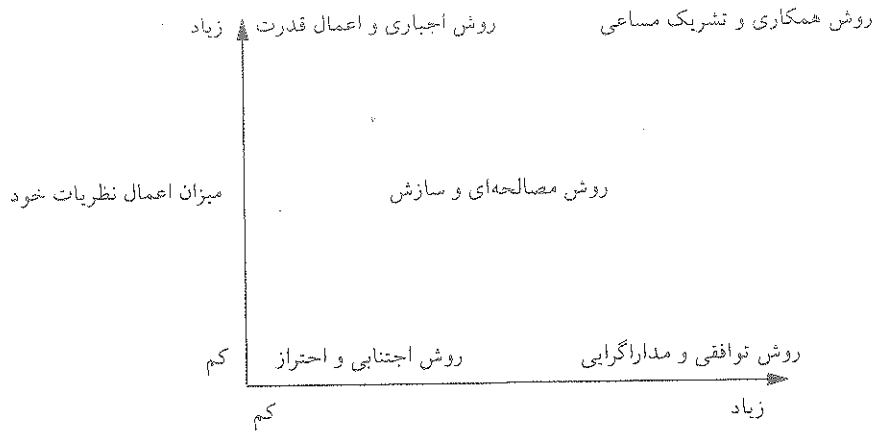 روش همکاری و تشریک مساعی
روش اجباری و اعمال قدرت
زیاد
روش مصالحه‌ای و سازش
میزان اعمال نظریات خود
روش توافقی و مداراگرایی
روش اجتنابی و احتراز
کم
زیاد
کم